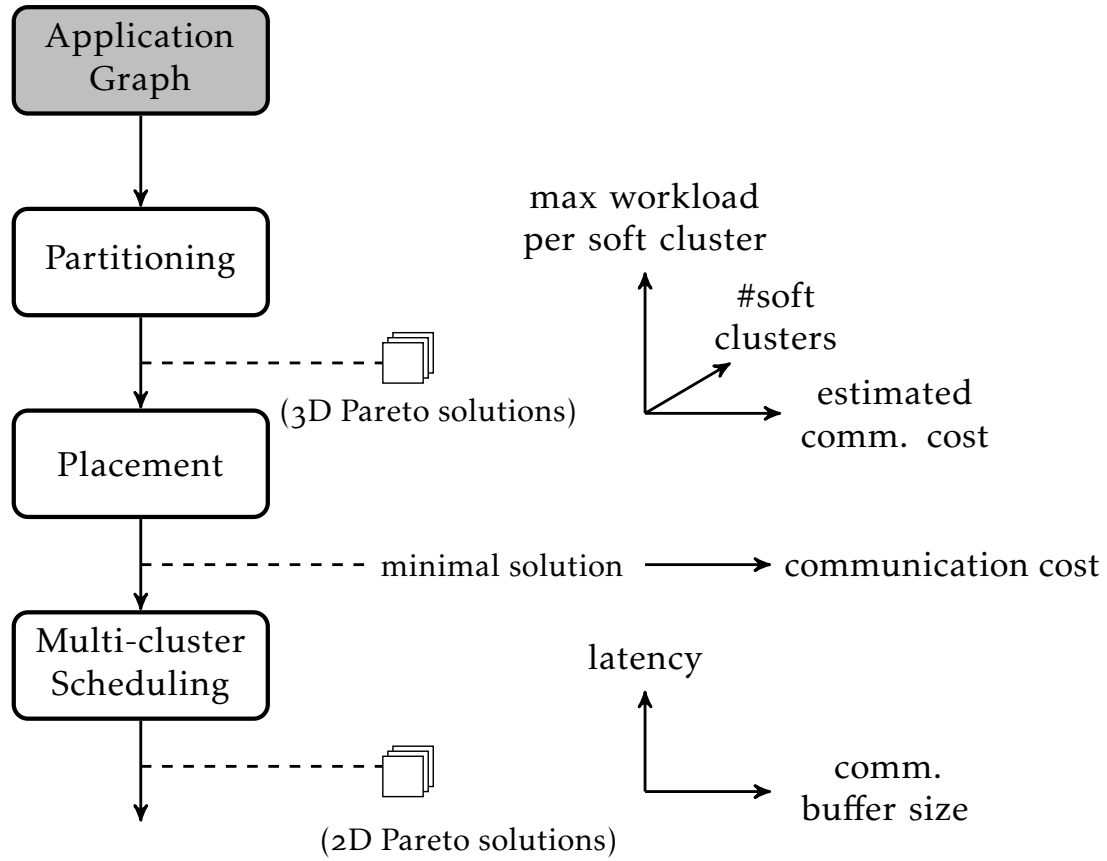 Application
Graph
max workload
per soft cluster
Partitioning
#soft
clusters
(3D Pareto solutions)
estimated
comm. cost
Placement
minimal solution
communication cost
Multi-cluster
Scheduling
latency
comm.
buffer size
(2D Pareto solutions)